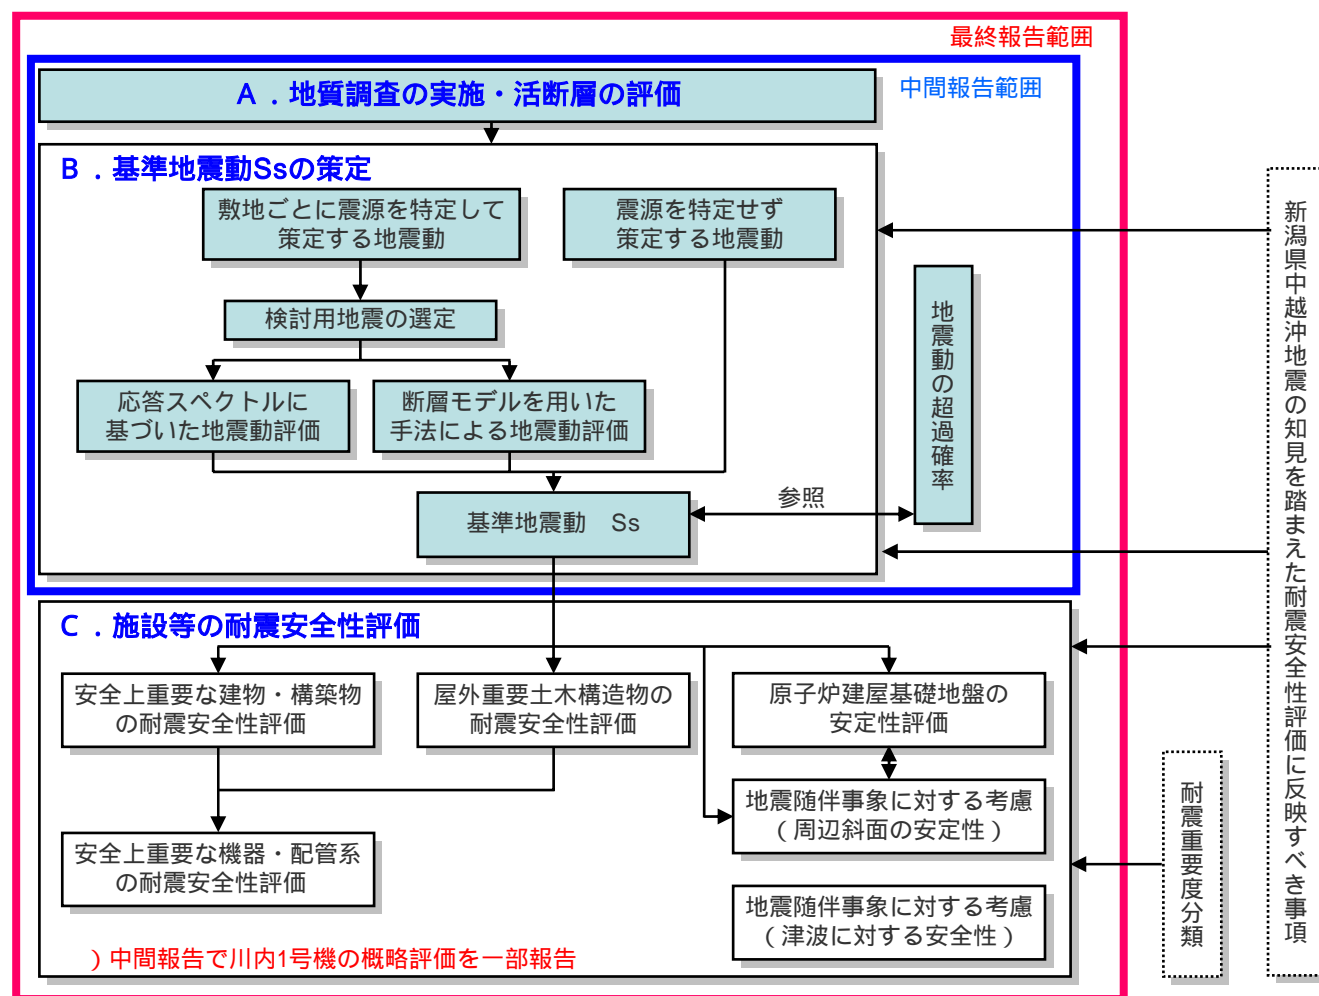 最終報告範囲
中間報告範囲
A．地質調査の実施・活断層の評価
B．基準地震動Ssの策定
敷地ごとに震源を特定して
策定する地震動
震源を特定せず
策定する地震動
検討用地震の選定
応答スペクトルに
基づいた地震動評価
断層モデルを用いた
手法による地震動評価
地震動の超過確率
参照
基準地震動　Ss
C．施設等の耐震安全性評価
安全上重要な建物・構築物
の耐震安全性評価
屋外重要土木構造物の
耐震安全性評価
原子炉建屋基礎地盤の
安定性評価
地震随伴事象に対する考慮
（周辺斜面の安定性）
安全上重要な機器・配管系
の耐震安全性評価
地震随伴事象に対する考慮
（津波に対する安全性）
）中間報告で川内1号機の概略評価を一部報告
耐震重要度分類
新潟県中越沖地震の知見を踏まえた耐震安全性評価に反映すべき事項